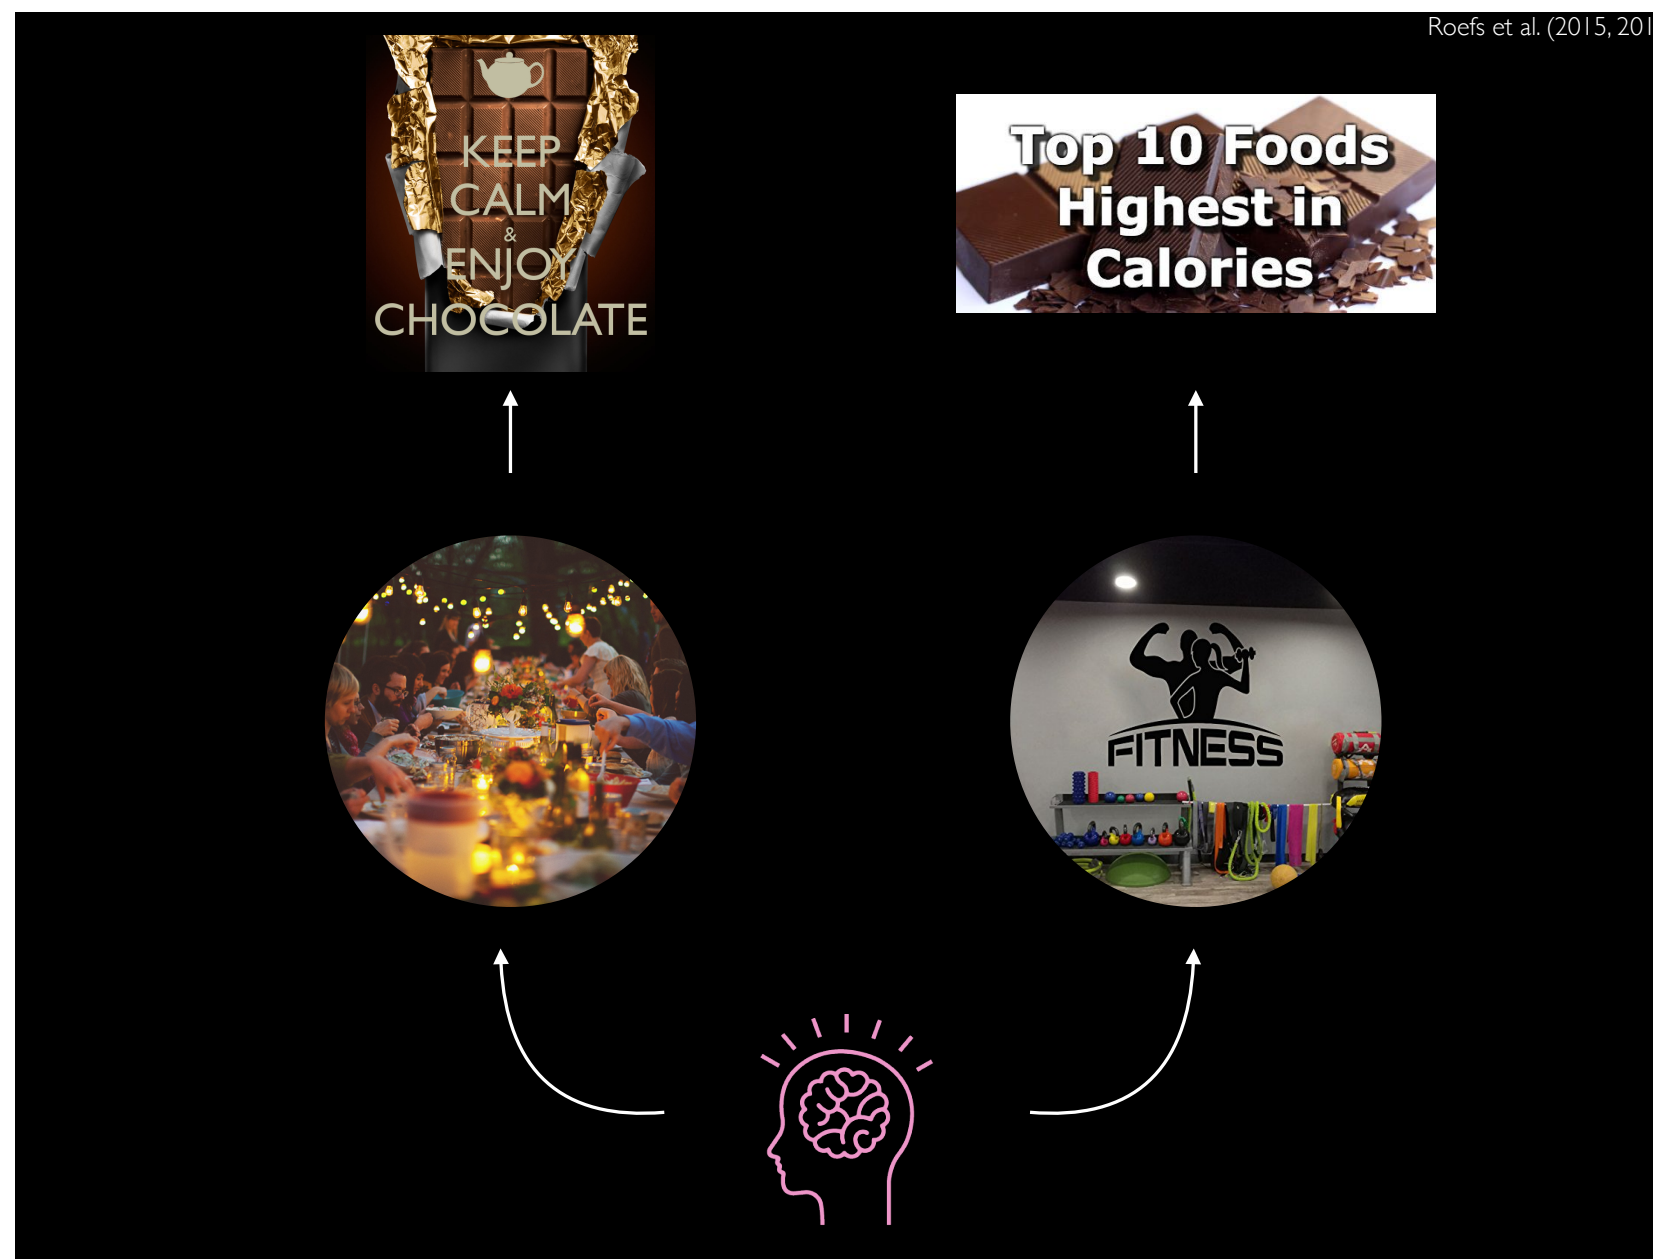 Roefs et al. (2015, 201
KEEP
CALM
&
ENJOY
CHOCOLATE
Top 10 Foods
Highest in
Calories
FITNESS